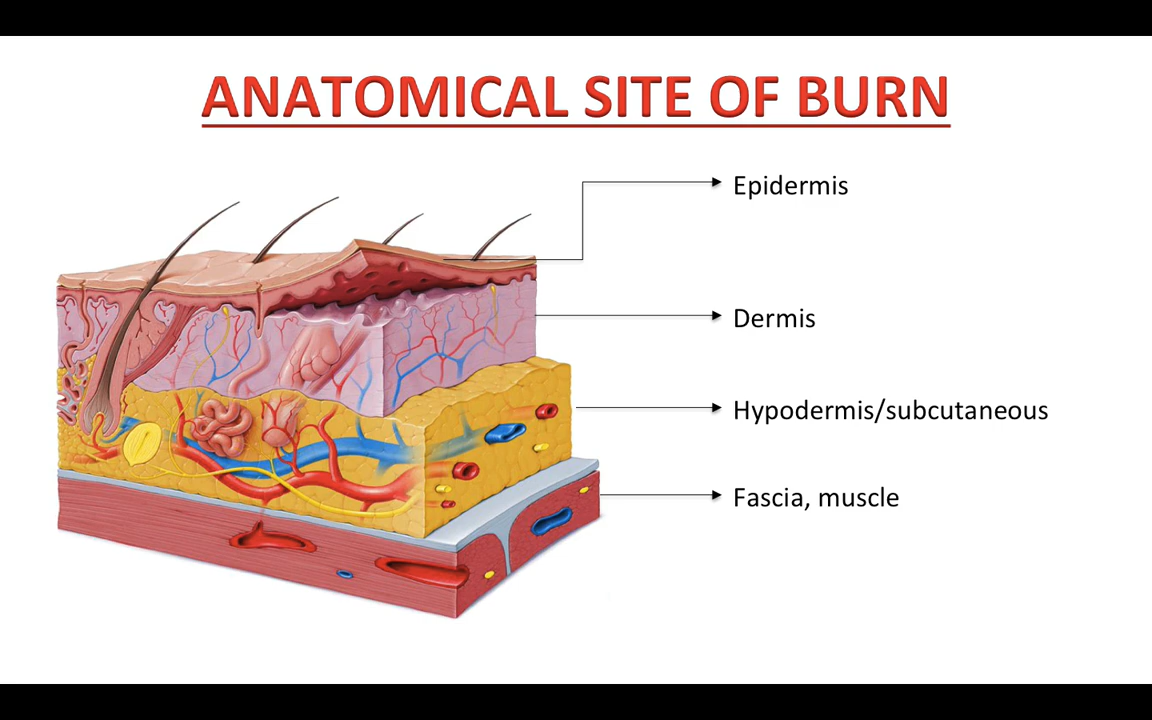 ANATOMICAL SITE OF BURN
Epidermis
Dermis
Hypodermis/subcutaneous
Fascia, muscle